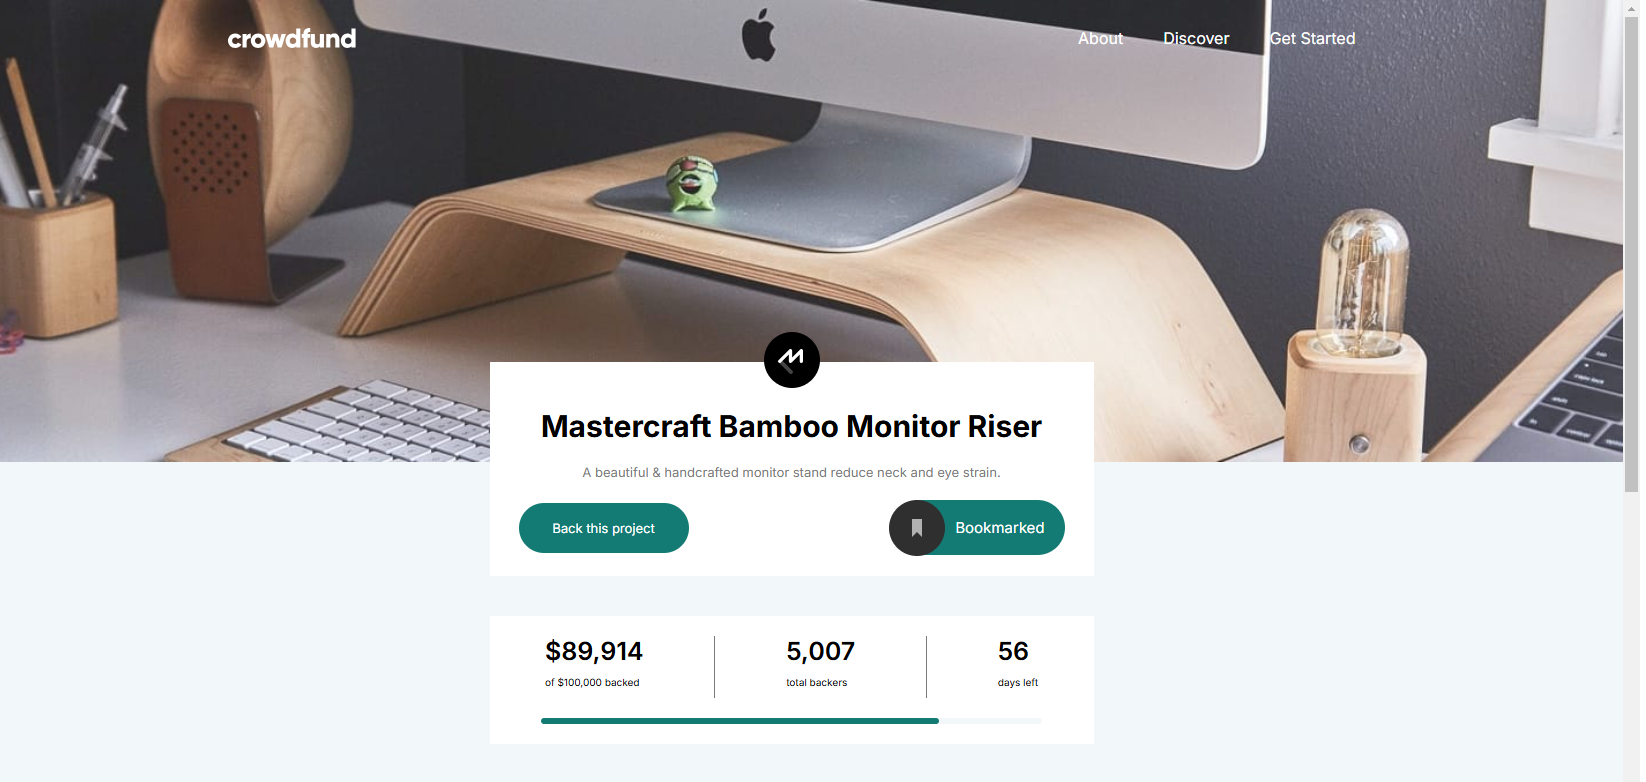 crowdfund
About Discover Get Started
Mastercraft Bamboo Monitor Riser
A beautiful & handcrafted monitor stand reduce neck and eye strain.
Back this project
Bookmarked
$89,914
of $100,000 backed
5,007
total backers
56
days left